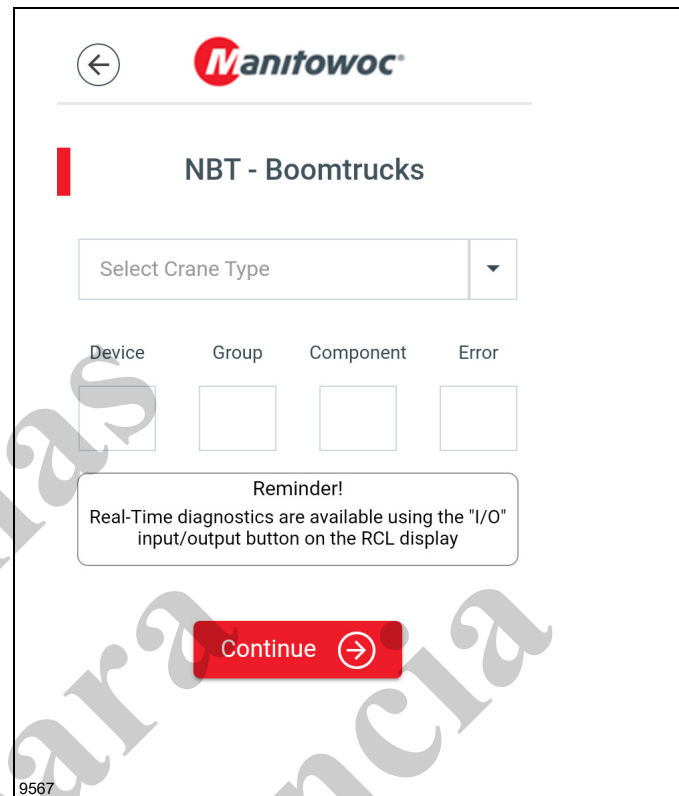 Manitowoc®
NBT - Boomtrucks
Select Crane Type
Device Group Component Error
Reminder!
Real-Time diagnostics are available using the "I/O"
input/output button on the RCL display
Continue
9567